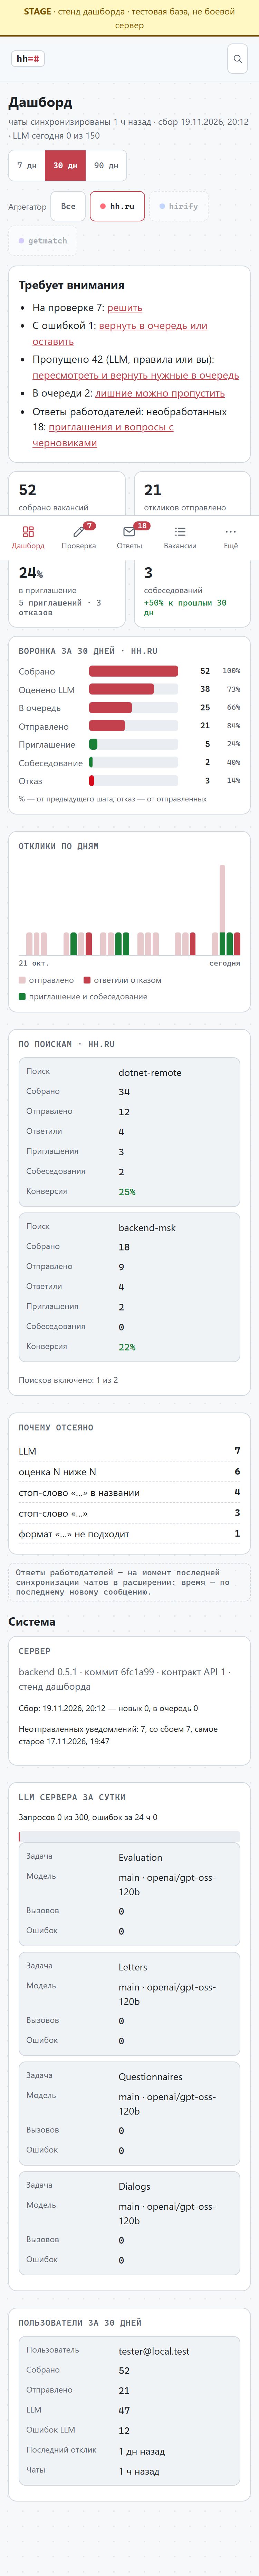 STAGE · стенд дашборда · тестовая база, не боевой
сервер
hh=#
Дашборд
чаты синхронизированы 1 ч назад · сбор 19.11.2026, 20:12
· LLM сегодня 0 из 150
7 дн 30 дн 90 дн
Агрегатор Все hh.ru hirify
getmatch
Требует внимания
• На проверке 7: решить
• С ошибкой 1: вернуть в очередь или
оставить
• Пропущено 42 (LLM, правила или вы):
пересмотреть и вернуть нужные в очередь
• В очереди 2: лишние можно пропустить
• Ответы работодателей: необработанных
18: приглашения и вопросы с
черновиками
52 21
собрано вакансий откликов отправлено
7 18
Дашборд Проверка Ответы Вакансии Ещё
24% 3
в приглашение собеседований
5 приглашений · 3 +50% к прошлым 30
отказов дн
ВОРОНКА ЗА 30 ДНЕЙ · HH.RU
Собрано 52 100%
Оценено LLM 38 73%
В очередь 25 66%
Отправлено 21 84%
Приглашение 5 24%
Собеседование 2 40%
Отказ 3 14%
% — от предыдущего шага; отказ — от отправленных
ОТКЛИКИ ПО ДНЯМ
21 окт. сегодня
отправлено ответили отказом
приглашение и собеседование
ПО ПОИСКАМ · HH.RU
Поиск dotnet-remote
Собрано 34
Отправлено 12
Ответили 4
Приглашения 3
Собеседования 2
Конверсия 25%
Поиск backend-msk
Собрано 18
Отправлено 9
Ответили 4
Приглашения 2
Собеседования 0
Конверсия 22%
Поисков включено: 1 из 2
ПОЧЕМУ ОТСЕЯНО
LLM 7
оценка N ниже N 6
стоп-слово «…» в названии 4
стоп-слово «…» 3
формат «…» не подходит 1
Ответы работодателей — на момент последней
синхронизации чатов в расширении: время — по
последнему новому сообщению.
Система
СЕРВЕР
backend 0.5.1 · коммит 6fc1a99 · контракт API 1 ·
стенд дашборда
Сбор: 19.11.2026, 20:12 — новых 0, в очередь 0
Неотправленных уведомлений: 7, со сбоем 7, самое
старое 17.11.2026, 19:47
LLM СЕРВЕРА ЗА СУТКИ
Запросов 0 из 300, ошибок за 24 ч 0
Задача Evaluation
Модель main · openai/gpt-oss-
120b
Вызовов 0
Ошибок 0
Задача Letters
Модель main · openai/gpt-oss-
120b
Вызовов 0
Ошибок 0
Задача Questionnaires
Модель main · openai/gpt-oss-
120b
Вызовов 0
Ошибок 0
Задача Dialogs
Модель main · openai/gpt-oss-
120b
Вызовов 0
Ошибок 0
ПОЛЬЗОВАТЕЛИ ЗА 30 ДНЕЙ
Пользователь tester@local.test
Собрано 52
Отправлено 21
LLM 47
Ошибок LLM 12
Последний отклик 1 дн назад
Чаты 1 ч назад